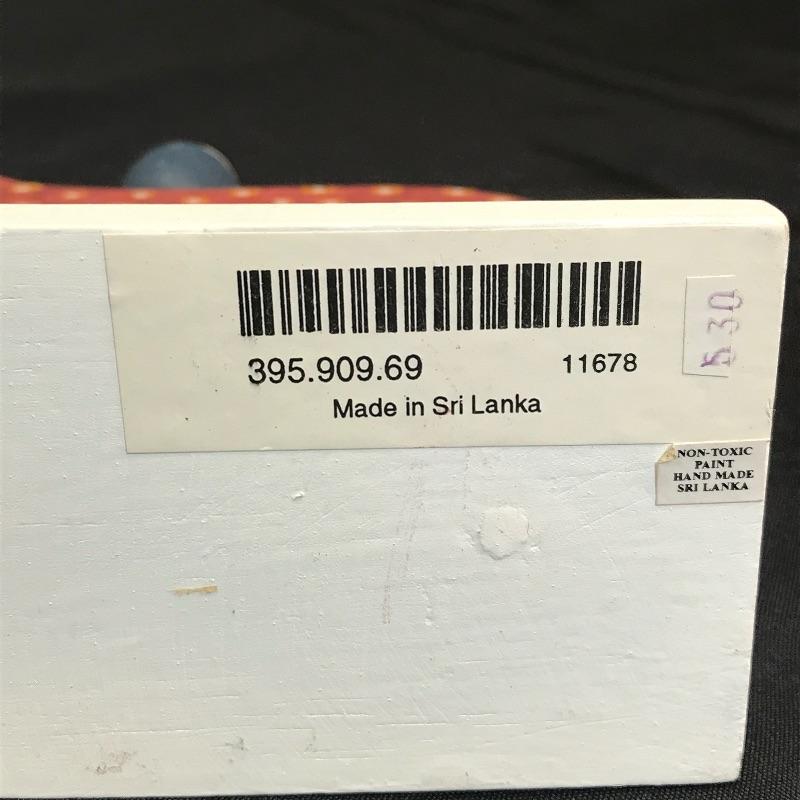 395.909.69 11678
Made in Sri Lanka
530
NON-TOXIC
PAINT
HAND MADE
SRI LANKA